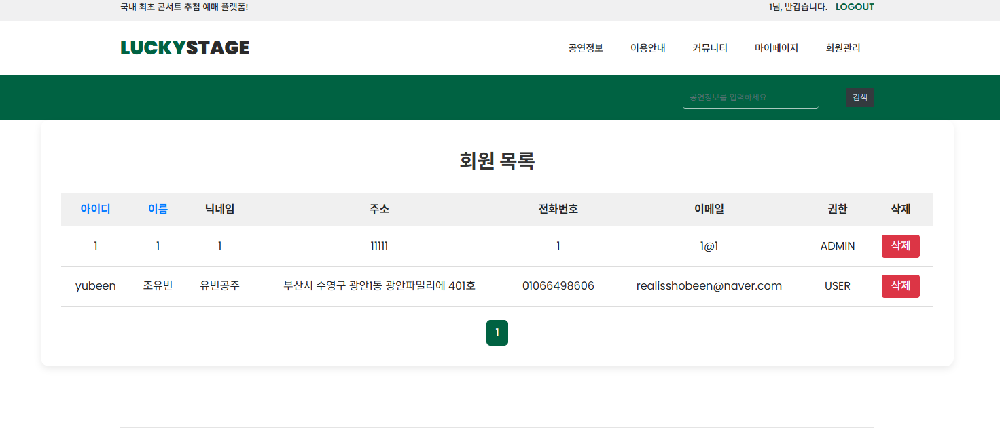 국내 최초 콘서트 추첨 예매 플랫폼! 1님, 반갑습니다. LOGOUT
LUCKYSTAGE 공연정보 이용안내 커뮤니티 마이페이지 회원관리
공연정보를 입력하세요. 검색
회원 목록
아이디 이름 닉네임 주소 전화번호 이메일 권한 삭제
1 1 1 11111 1 1@1 ADMIN 삭제
yubeen 조유빈 유빈공주 부산시 수영구 광안1동 광안파밀리에 401호 01066498606 realisshobeen@naver.com USER 삭제
1